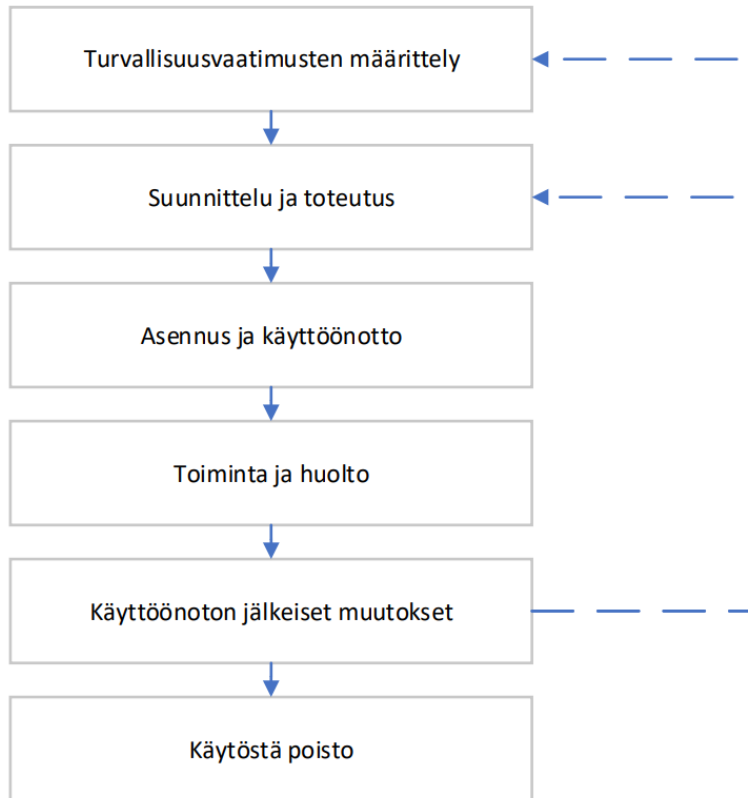 Turvallisuusvaatimusten määrittely
Suunnittelu ja toteutus
Asennus ja käyttöönotto
Toiminta ja huolto
Käyttöönoton jälkeiset muutokset
Käytöstä poisto